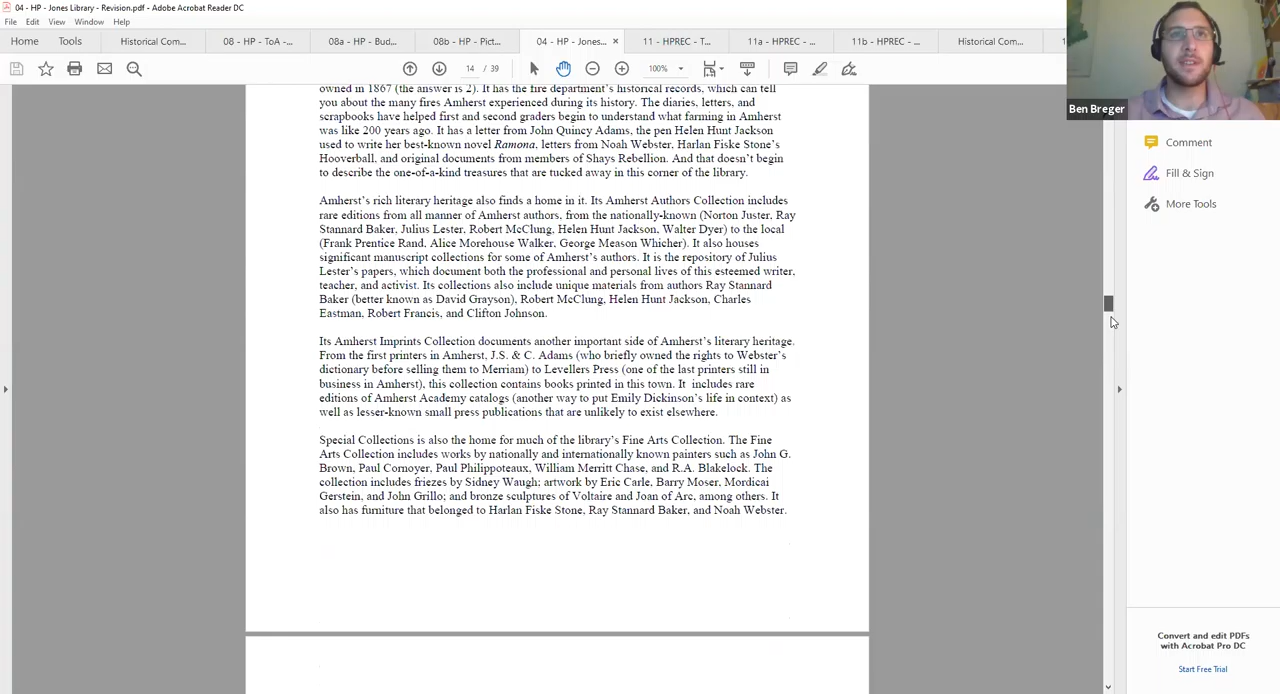 04 - HP - Jones Library - Revision.pdf - Adobe Acrobat Reader DC
File Edit View Window Help
Home Tools Historical Com... 08 - HP - ToA -... 08a - HP - Bud... 08b - HP - Pict... 04 - HP - Jones... × 11 - HPREC - T... 11a - HPREC - ... 11b - HPREC - ... Historical Com...
14 / 39 100%
Ben Breger
owned in 1867 (the answer is 2). It has the fire department's historical records, which can tell
you about the many fires Amherst experienced during its history. The diaries, letters, and
scrapbooks have helped first and second graders begin to understand what farming in Amherst
was like 200 years ago. It has a letter from John Quincy Adams, the pen Helen Hunt Jackson
used to write her best-known novel Ramona, letters from Noah Webster, Harlan Fiske Stone's
Hooverball, and original documents from members of Shays Rebellion. And that doesn't begin
to describe the one-of-a-kind treasures that are tucked away in this corner of the library.
Amherst's rich literary heritage also finds a home in it. Its Amherst Authors Collection includes
rare editions from all manner of Amherst authors, from the nationally-known (Norton Juster, Ray
Stannard Baker, Julius Lester, Robert McClung, Helen Hunt Jackson, Walter Dyer) to the local
(Frank Prentice Rand, Alice Morehouse Walker, George Meason Whicher). It also houses
significant manuscript collections for some of Amherst's authors. It is the repository of Julius
Lester's papers, which document both the professional and personal lives of this esteemed writer,
teacher, and activist. Its collections also include unique materials from authors Ray Stannard
Baker (better known as David Grayson), Robert McClung, Helen Hunt Jackson, Charles
Eastman, Robert Francis, and Clifton Johnson.
Its Amherst Imprints Collection documents another important side of Amherst's literary heritage.
From the first printers in Amherst, J.S. & C. Adams (who briefly owned the rights to Webster's
dictionary before selling them to Merriam) to Levellers Press (one of the last printers still in
business in Amherst), this collection contains books printed in this town. It includes rare
editions of Amherst Academy catalogs (another way to put Emily Dickinson's life in context) as
well as lesser-known small press publications that are unlikely to exist elsewhere.
Special Collections is also the home for much of the library's Fine Arts Collection. The Fine
Arts Collection includes works by nationally and internationally known painters such as John G.
Brown, Paul Cornoyer, Paul Philippoteaux, William Merritt Chase, and R.A. Blakelock. The
collection includes friezes by Sidney Waugh; artwork by Eric Carle, Barry Moser, Mordicai
Gerstein, and John Grillo; and bronze sculptures of Voltaire and Joan of Arc, among others. It
also has furniture that belonged to Harlan Fiske Stone, Ray Stannard Baker, and Noah Webster.
Comment
Fill & Sign
More Tools
Convert and edit PDFs
with Acrobat Pro DC
Start Free Trial